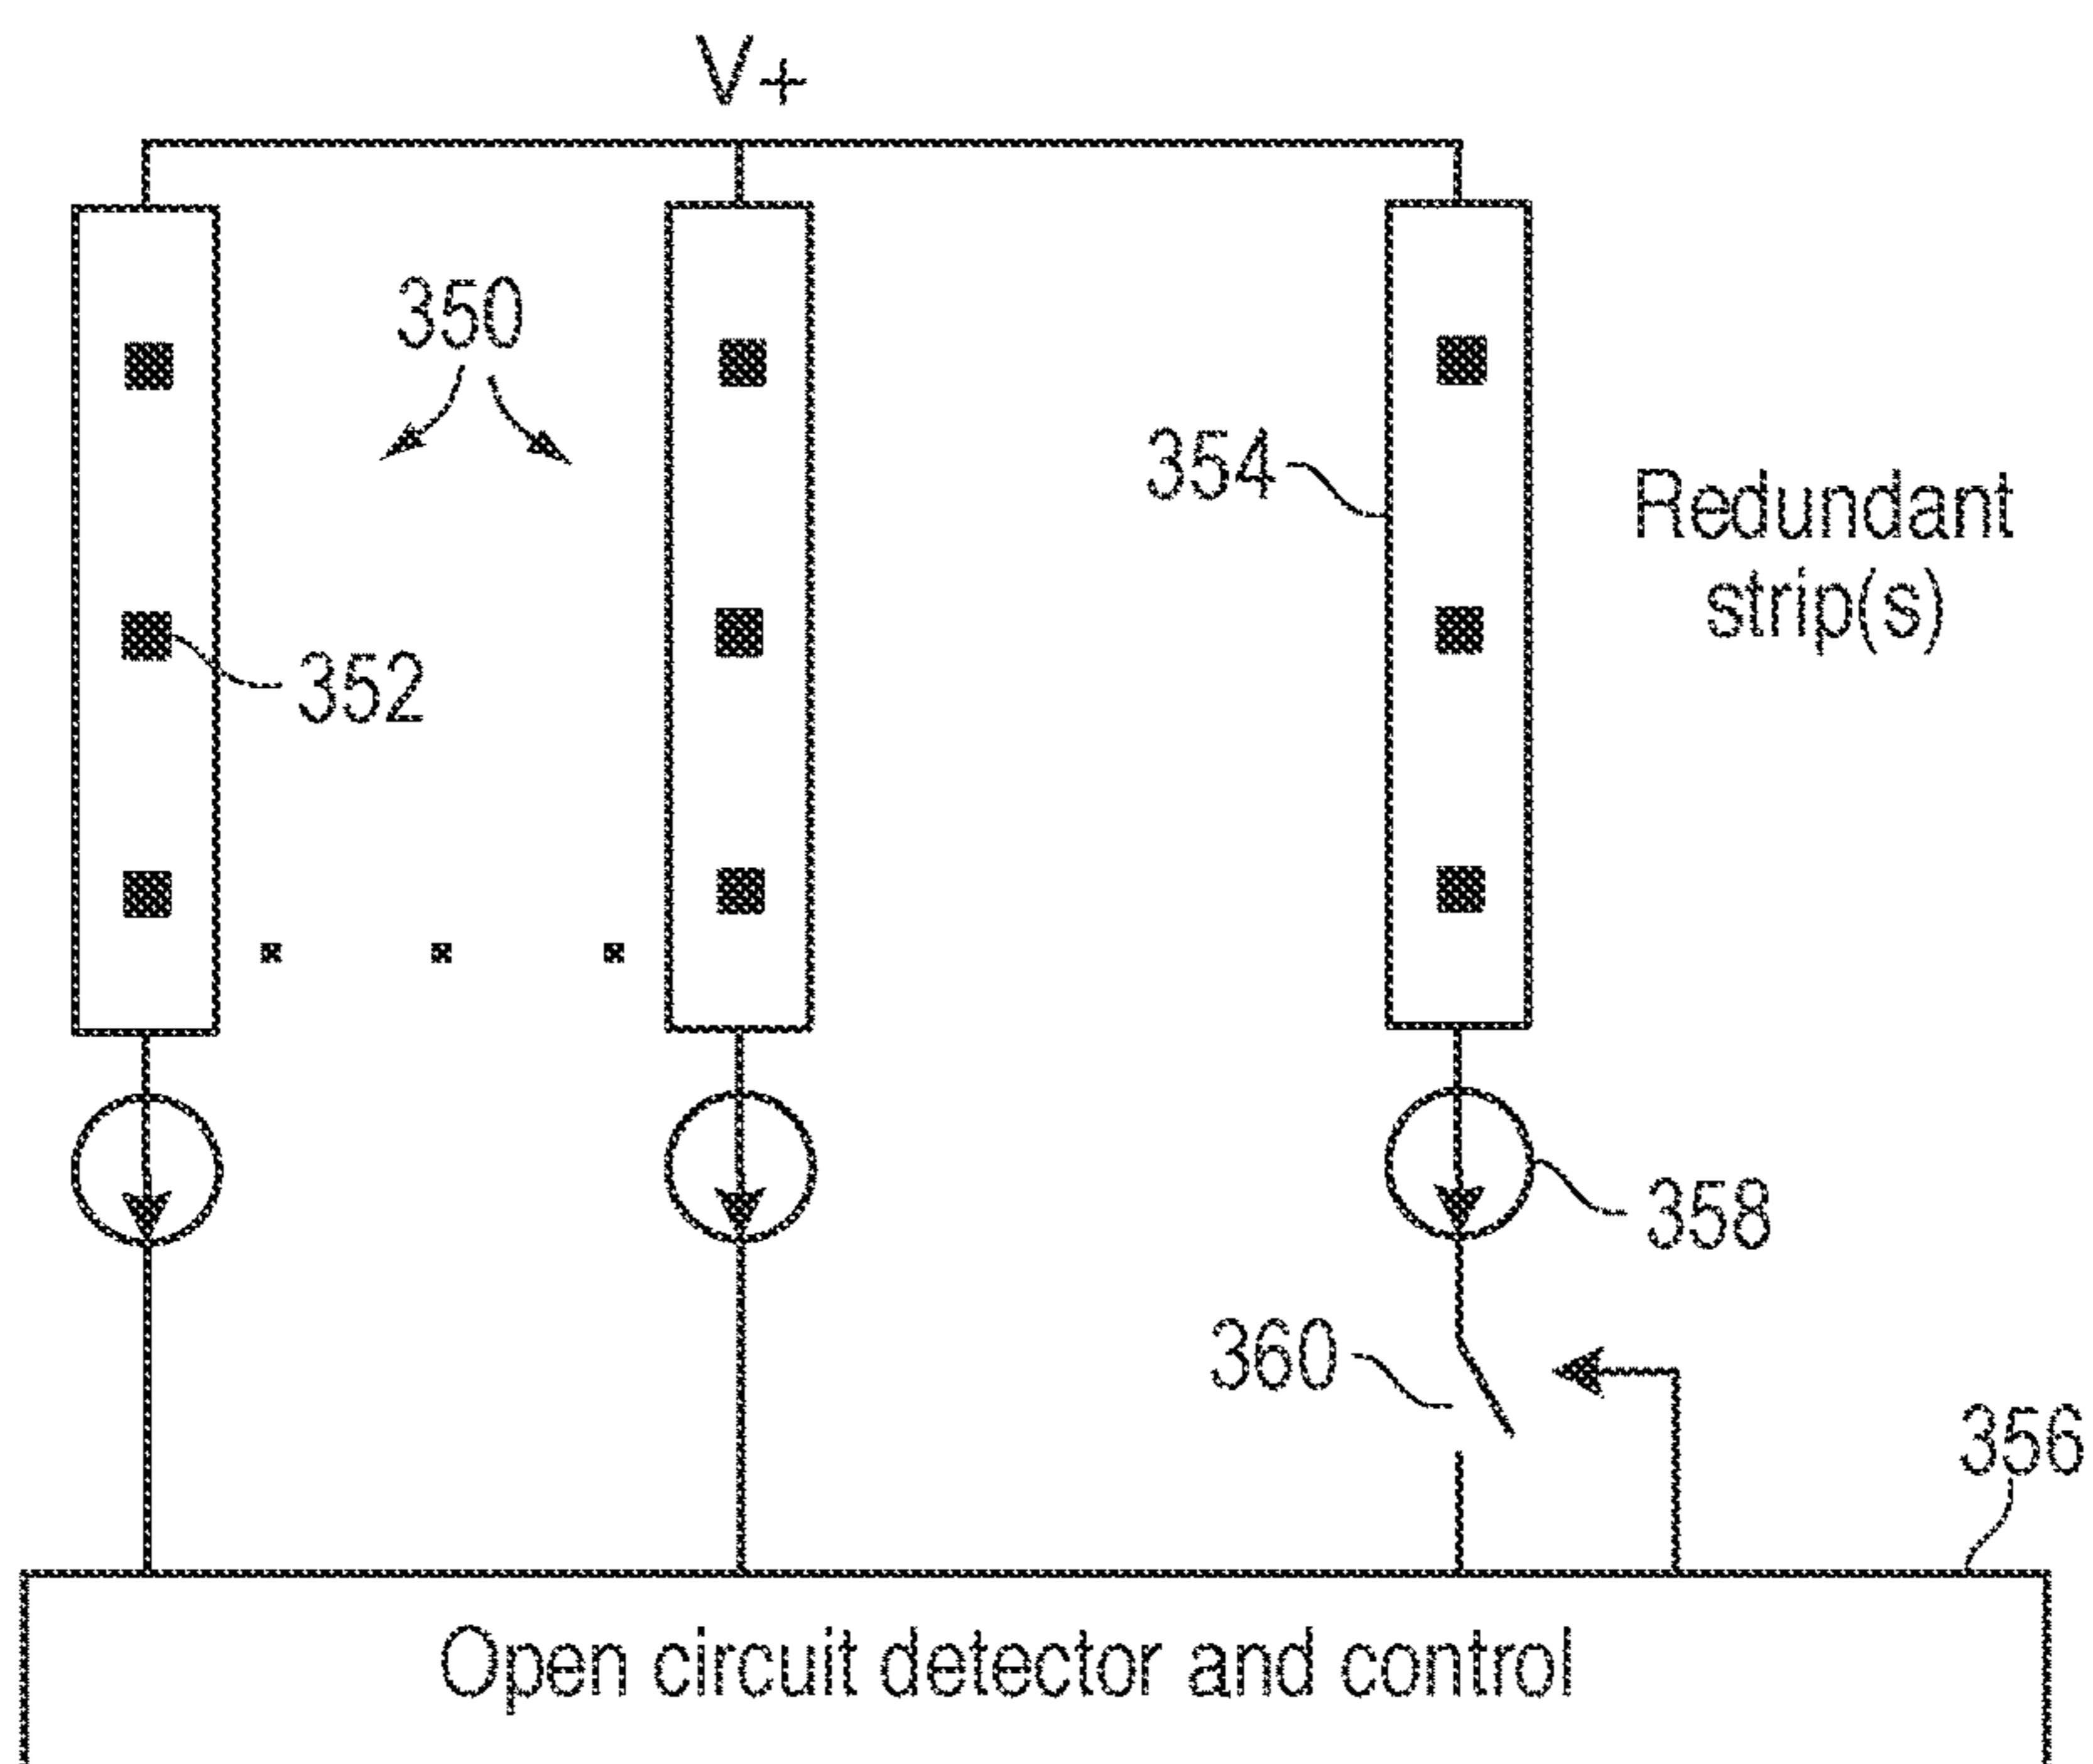 V+
350
354
Redundant
strip(s)
352
358
360
356
Open circuit detector and control